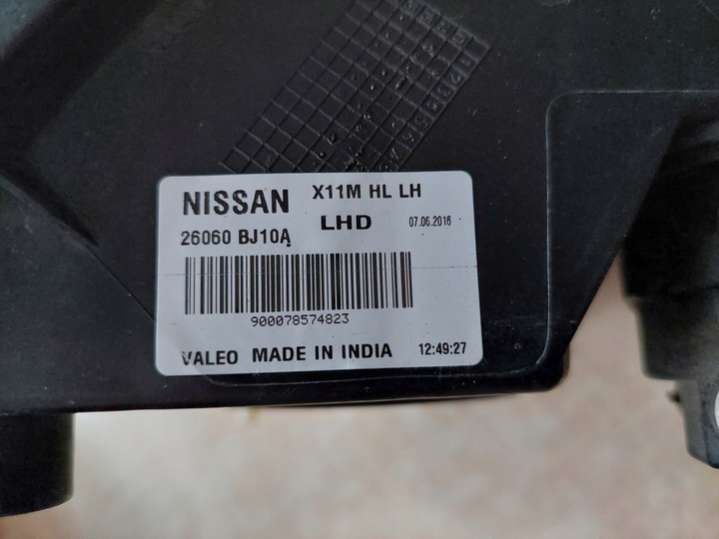 NISSAN X11M HL LH
26060 BJ10A LHD 07.06.2016
900078574823
VALEO MADE IN INDIA 12:49:27